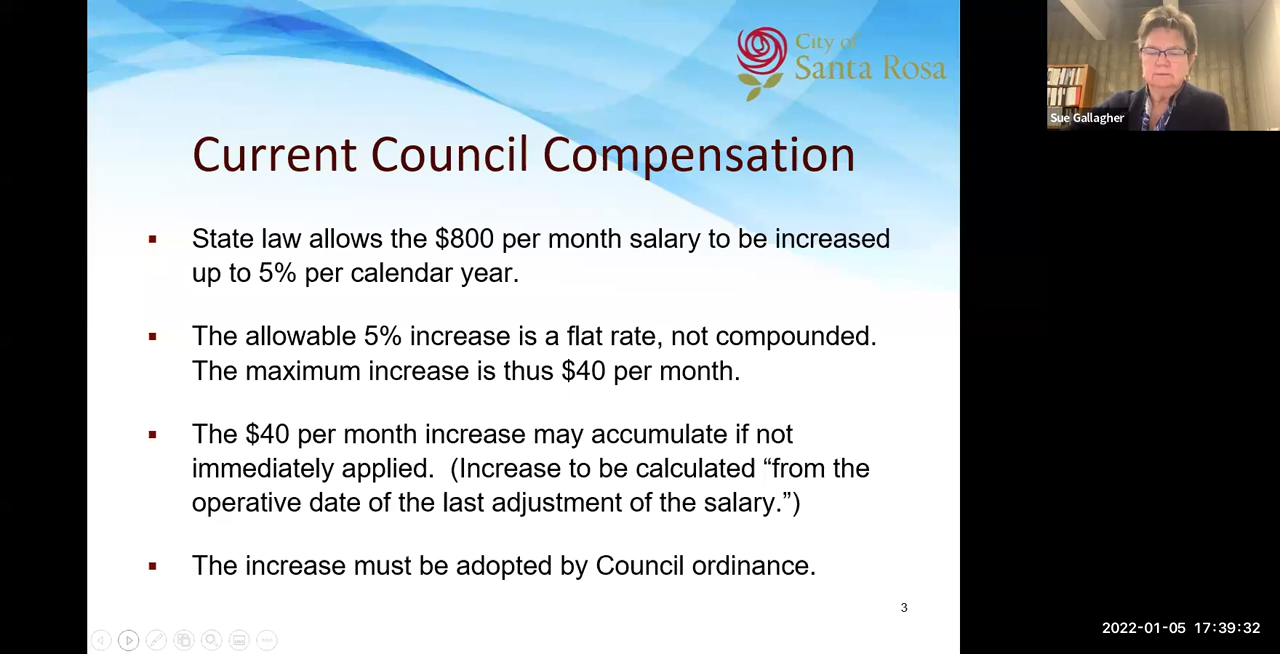 City of
Santa Rosa
Sue Gallagher
Current Council Compensation
▪ State law allows the $800 per month salary to be increased
up to 5% per calendar year.
▪ The allowable 5% increase is a flat rate, not compounded.
The maximum increase is thus $40 per month.
▪ The $40 per month increase may accumulate if not
immediately applied.  (Increase to be calculated “from the
operative date of the last adjustment of the salary.”)
▪ The increase must be adopted by Council ordinance.
3
2022-01-05 17:39:32